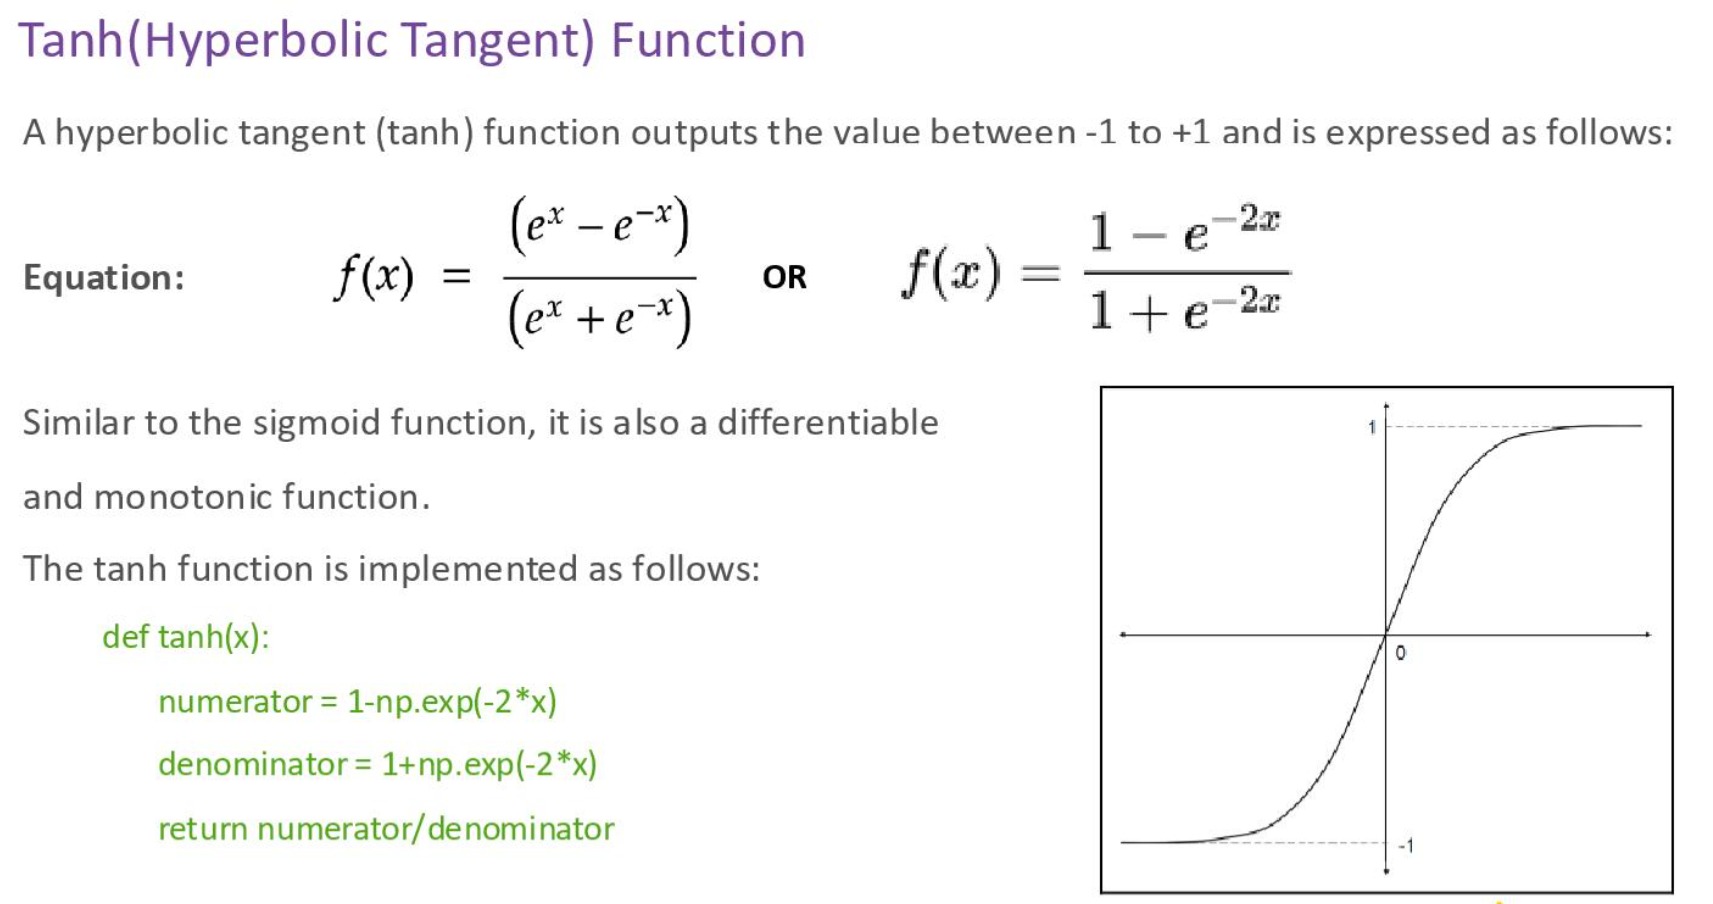 Tanh(Hyperbolic Tangent) Function
A hyperbolic tangent (tanh) function outputs the value between -1 to +1 and is expressed as follows:
Equation: f(x) = (e^x − e^−x) / (e^x + e^−x) OR f(x) = 1 − e^−2x / 1 + e^−2x
Similar to the sigmoid function, it is also a differentiable
and monotonic function.
The tanh function is implemented as follows:
def tanh(x):
numerator = 1-np.exp(-2*x)
denominator = 1+np.exp(-2*x)
return numerator/denominator
1
0
-1